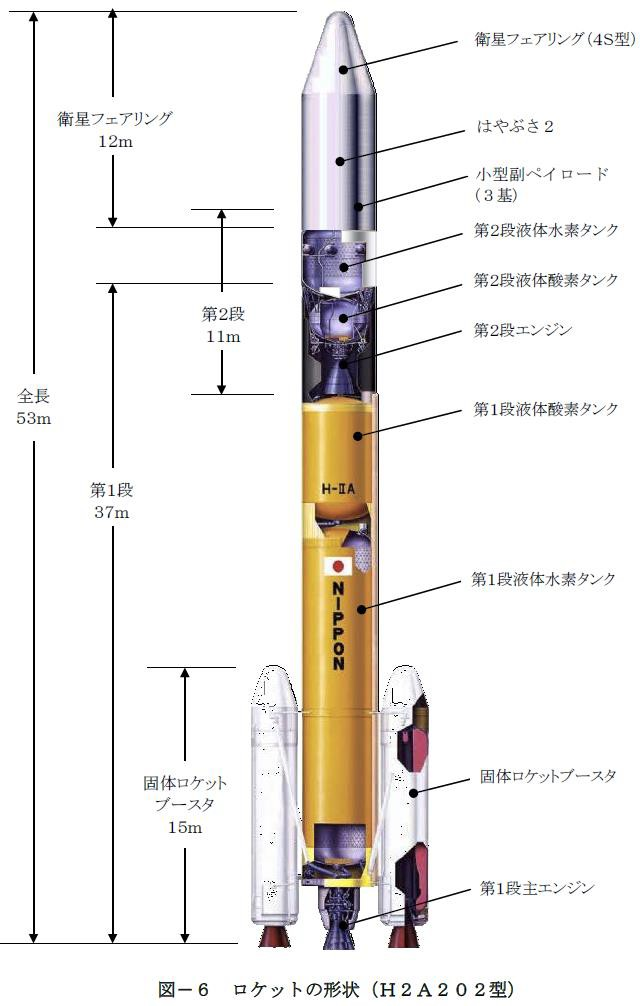 衛星フェアリング(4S型)
衛星フェアリング
12m
はやぶさ2
小型副ペイロード
(3基)
第2段液体水素タンク
第2段液体酸素タンク
第2段
11m
第2段エンジン
全長
53m
第1段液体酸素タンク
第1段
37m
H-ⅡA
第1段液体水素タンク
NIPPON
固体ロケット
ブースタ
15m
固体ロケットブースタ
第1段主エンジン
図-6 ロケットの形状(H2A202型)